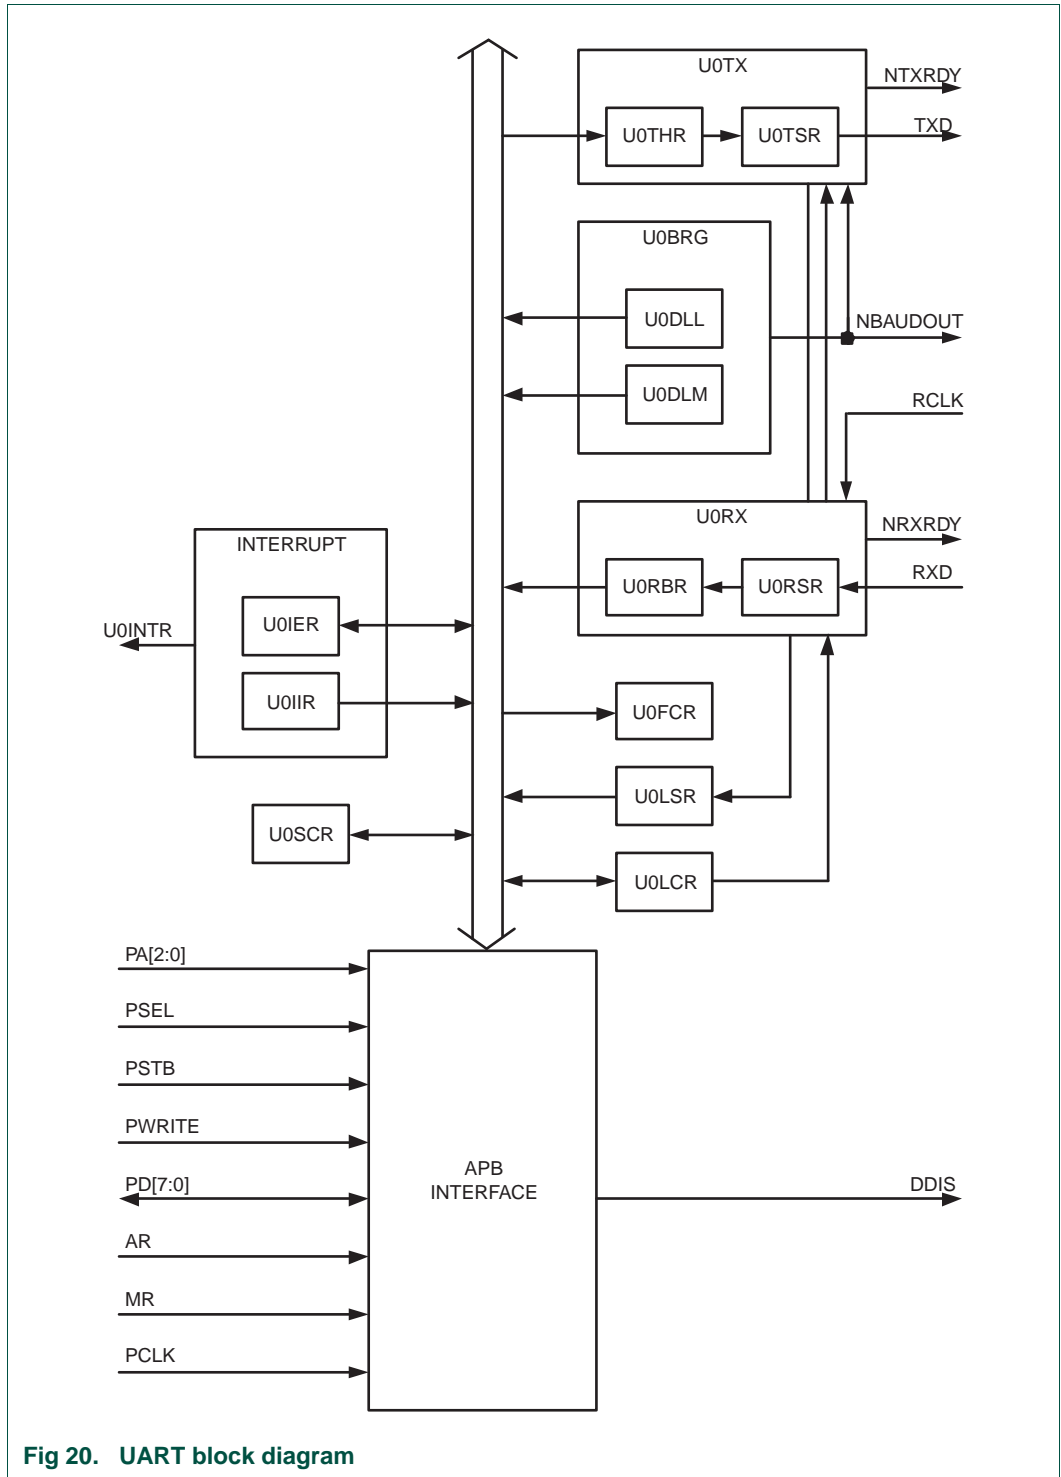 U0TX
NTXRDY
U0THR
U0TSR
TXD
U0BRG
U0DLL
NBAUDOUT
U0DLM
RCLK
U0RX
NRXRDY
INTERRUPT
U0RBR
U0RSR
RXD
U0IER
U0INTR
U0IIR
U0FCR
U0LSR
U0SCR
U0LCR
PA[2:0]
PSEL
PSTB
PWRITE
APB
INTERFACE
PD[7:0]
DDIS
AR
MR
PCLK
Fig 20. UART block diagram